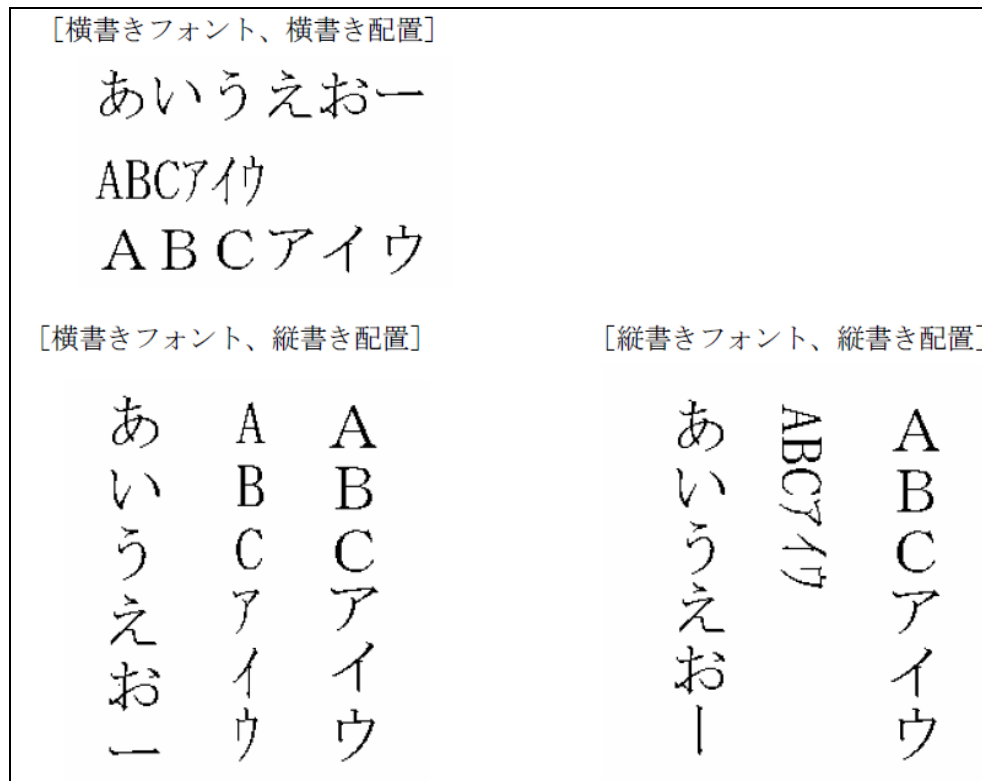 [横書きフォント、横書き配置]
あいうえおー
ABCアイウ
ＡＢＣアイウ
[横書きフォント、縦書き配置]
あいうえおー
ABCアイウ
ＡＢＣアイウ
[縦書きフォント、縦書き配置]
あいうえおー
ABCアイウ
ＡＢＣアイウ